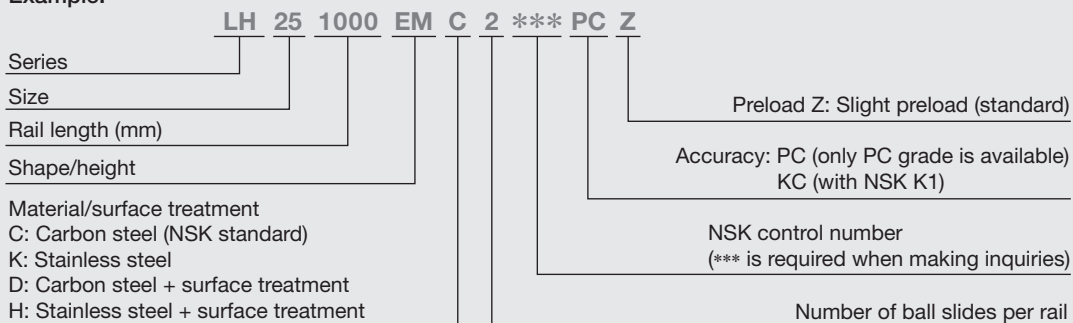 LH 25 1000 EM C 2 *** PC Z
Series
Size
Rail length (mm)
Shape/height
Material/surface treatment
C: Carbon steel (NSK standard)
K: Stainless steel
D: Carbon steel + surface treatment
H: Stainless steel + surface treatment
Preload Z: Slight preload (standard)
Accuracy: PC (only PC grade is available)
KC (with NSK K1)
NSK control number
(*** is required when making inquiries)
Number of ball slides per rail